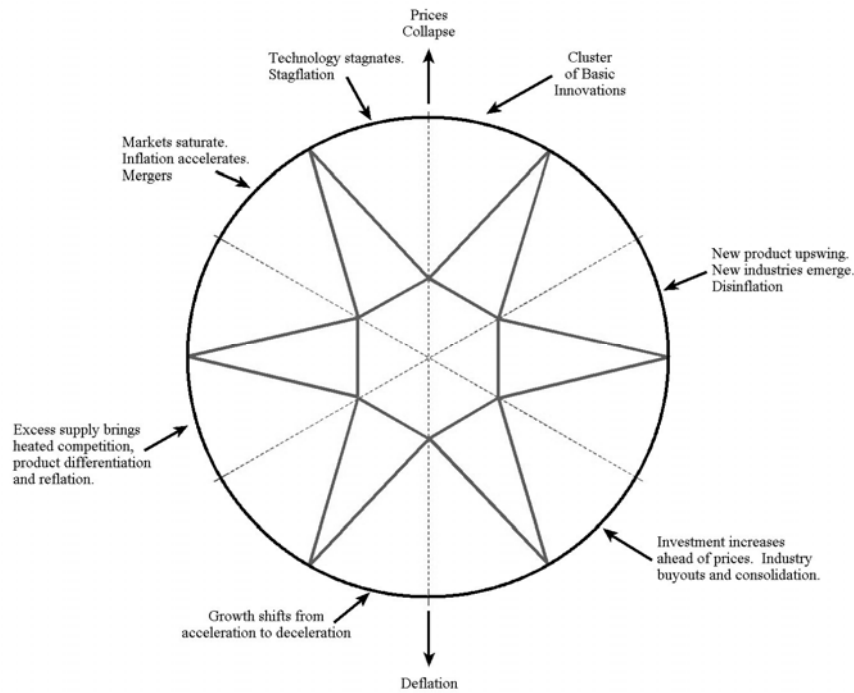 Prices
Collapse
Technology stagnates.
Stagflation
Cluster
of Basic
Innovations
Markets saturate.
Inflation accelerates.
Mergers
New product upswing.
New industries emerge.
Disinflation
Excess supply brings
heated competition,
product differentiation
and reflation.
Investment increases
ahead of prices. Industry
buyouts and consolidation.
Growth shifts from
acceleration to deceleration
Deflation